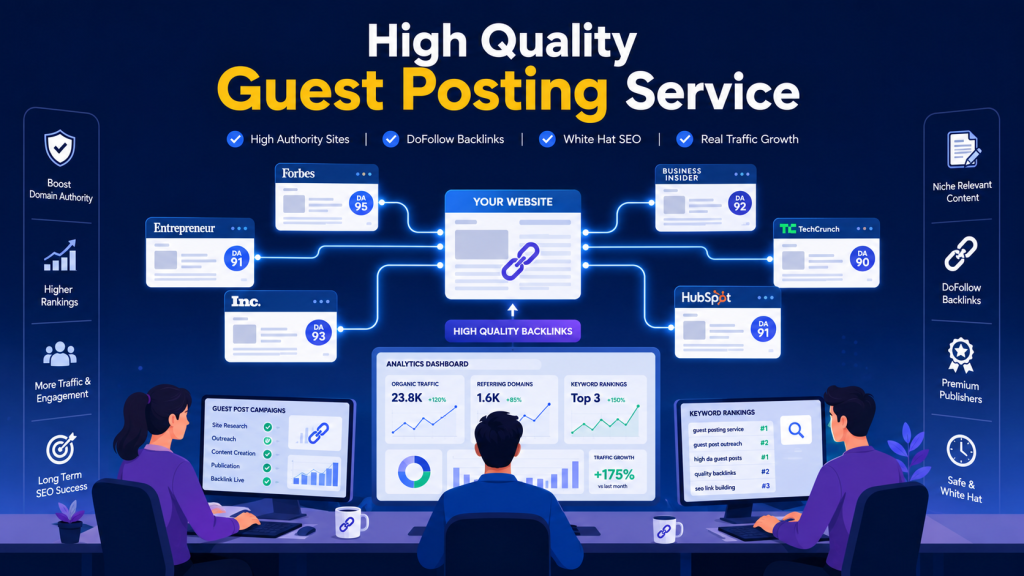 High Quality
Guest Posting Service
High Authority Sites | DoFollow Backlinks | White Hat SEO | Real Traffic Growth
Boost
Domain Authority
Higher
Rankings
More Traffic &
Engagement
Long Term
SEO Success
Forbes
DA
95
Entrepreneur
DA
91
Inc.
DA
93
YOUR WEBSITE
HIGH QUALITY BACKLINKS
BUSINESS
INSIDER
DA
92
TC TechCrunch
DA
90
HubSpot
DA
91
Niche Relevant
Content
DoFollow
Backlinks
Premium
Publishers
Safe &
White Hat
GUEST POST CAMPAIGNS
Site Research
Outreach
Content Creation
Publication
Backlink Live
ANALYTICS DASHBOARD
ORGANIC TRAFFIC
23.8K +120%
REFERRING DOMAINS
1.6K +85%
KEYWORD RANKINGS
Top 3 +150%
TRAFFIC GROWTH
+175%
vs last month
KEYWORD RANKINGS
guest posting service #1
guest post outreach #2
high da guest posts #1
quality backlinks #2
seo link building #3